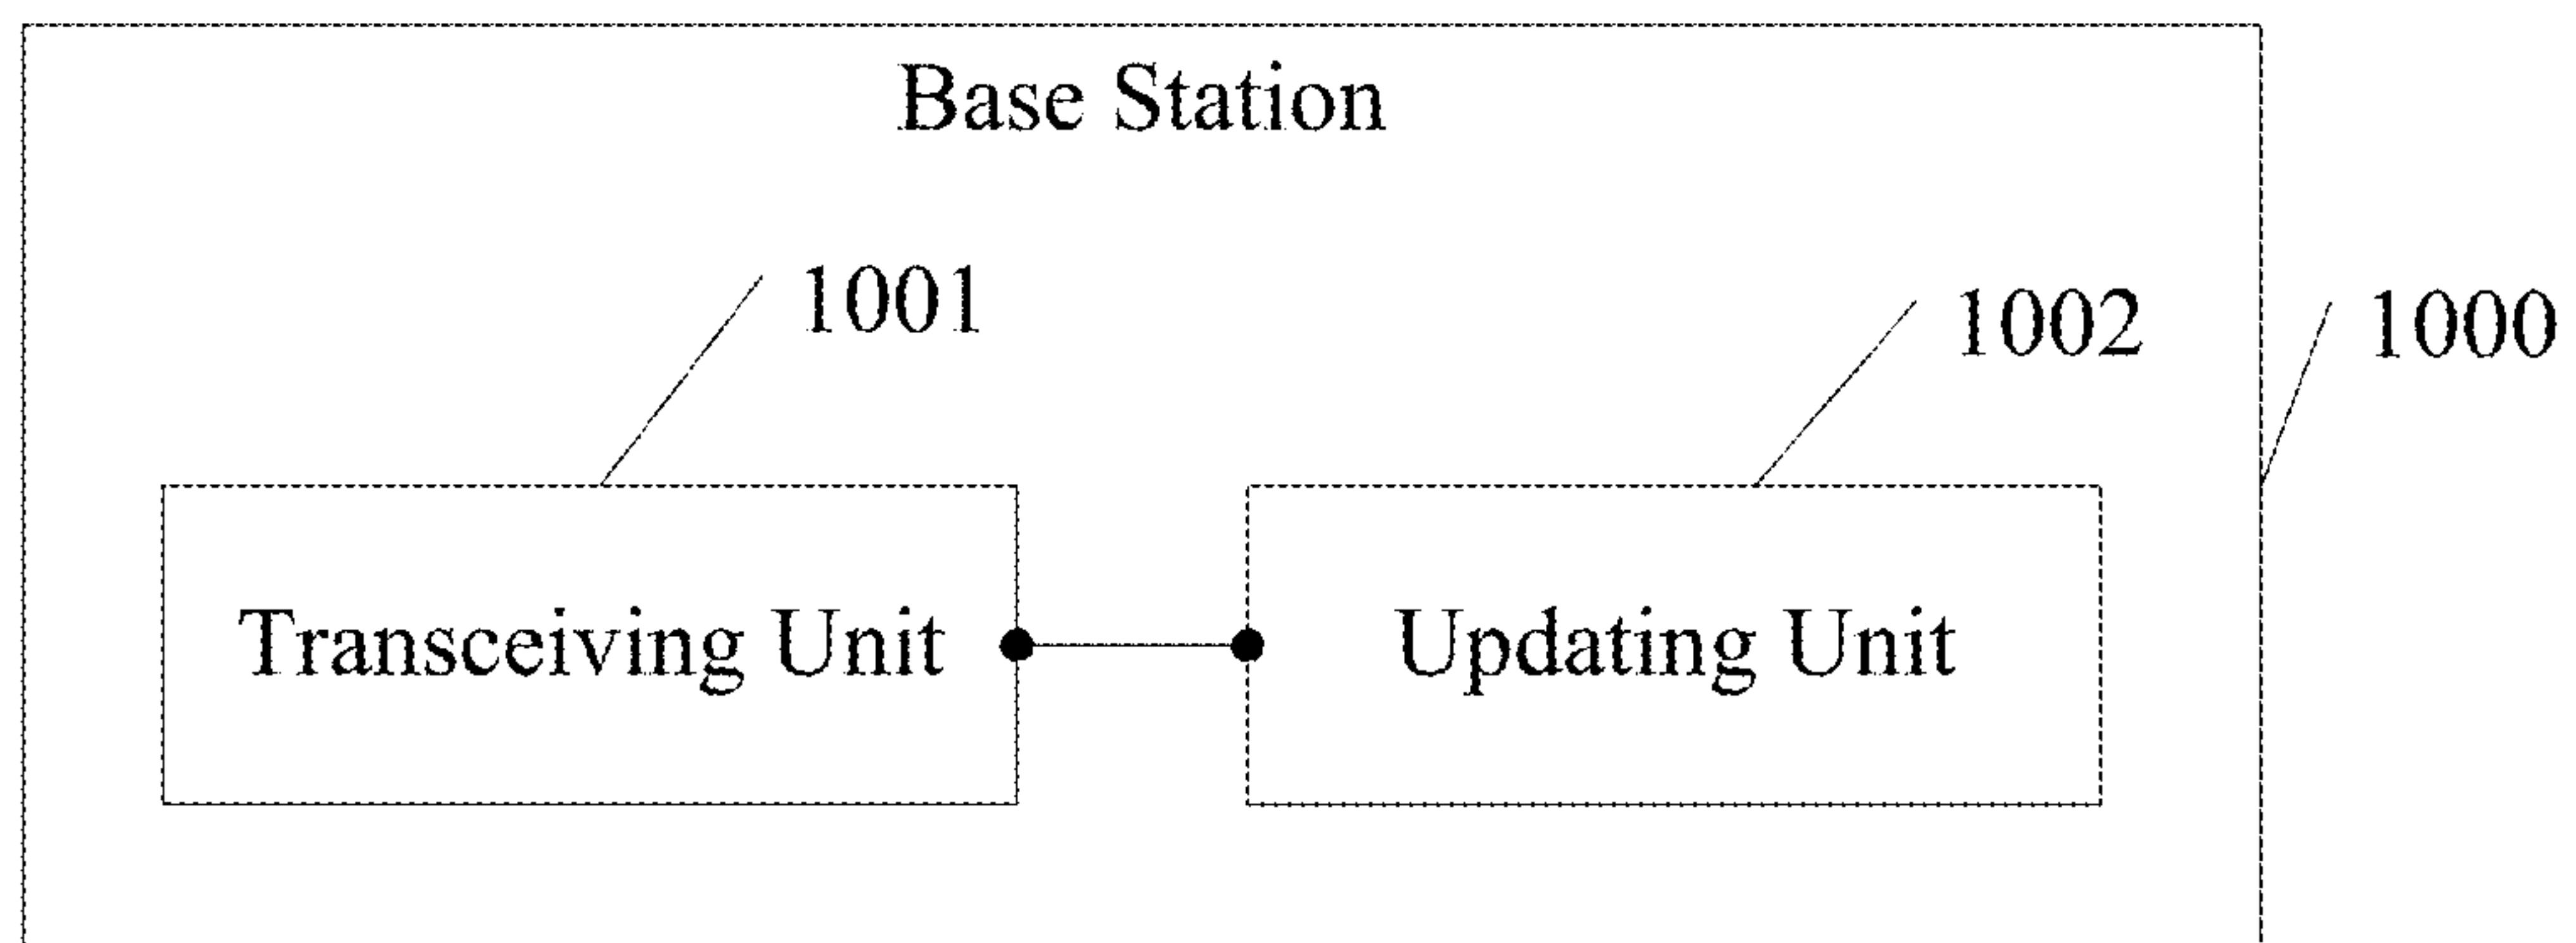 Base Station
1001
1002
1000
Transceiving Unit
Updating Unit